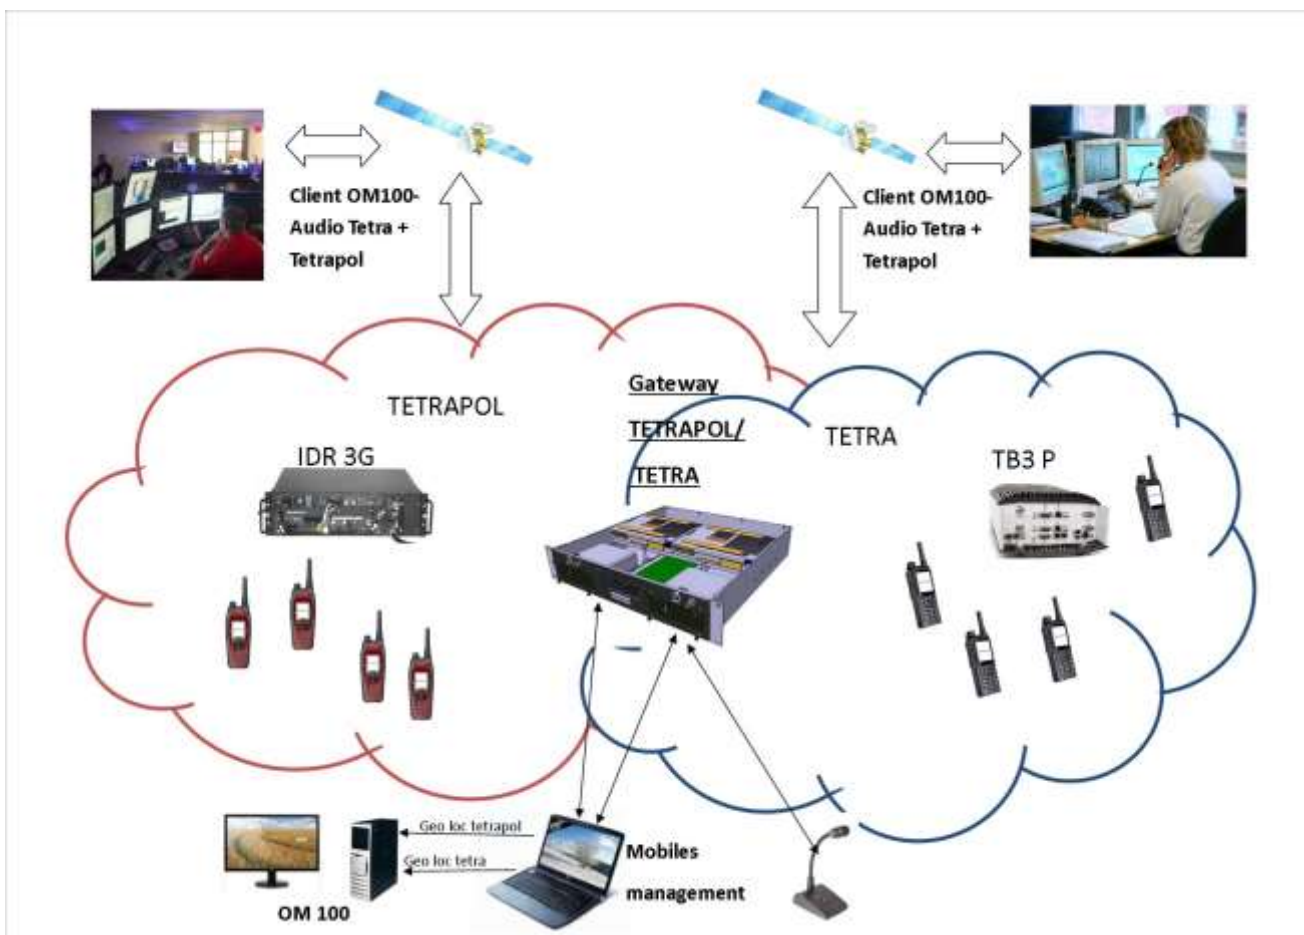 Client OM100-
Audio Tetra +
Tetrapol
Client OM100-
Audio Tetra +
Tetrapol
Gateway
TETRAPOL/
TETRA
TETRAPOL
TETRA
IDR 3G
TB3 P
Geo loc tetrapol
Geo loc tetra
Mobiles
management
OM 100